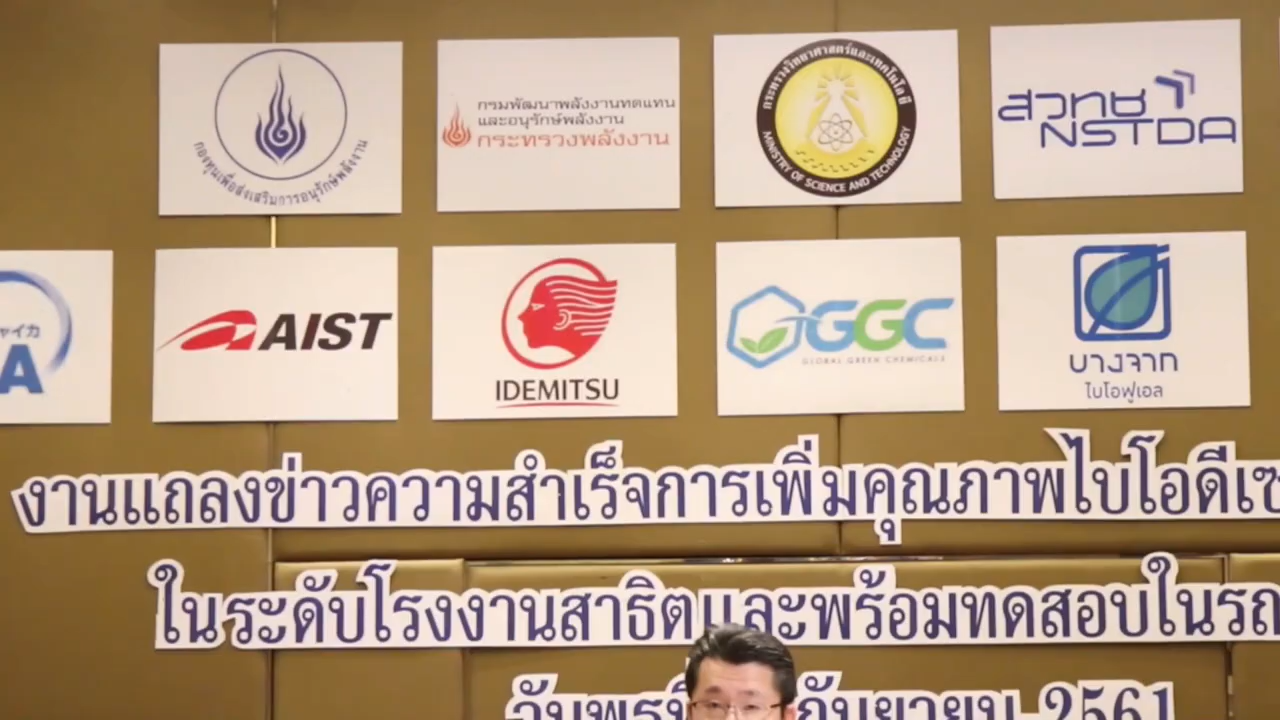 กองทุนเพื่อส่งเสริมการอนุรักษ์พลังงาน
กรมพัฒนาพลังงานทดแทน
และอนุรักษ์พลังงาน
กระทรวงพลังงาน
กระทรวงวิทยาศาสตร์และเทคโนโลยี
MINISTRY OF SCIENCE AND TECHNOLOGY
สวทช
NSTDA
ャイカ
A
AIST
IDEMITSU
GGC
GLOBAL GREEN CHEMICALS
บางจาก
ไบโอฟูเอล
งานแถลงข่าวความสำเร็จการเพิ่มคุณภาพไบโอดีเซ
ในระดับโรงงานสาธิตและพร้อมทดสอบในรถ
กันยายน 2561